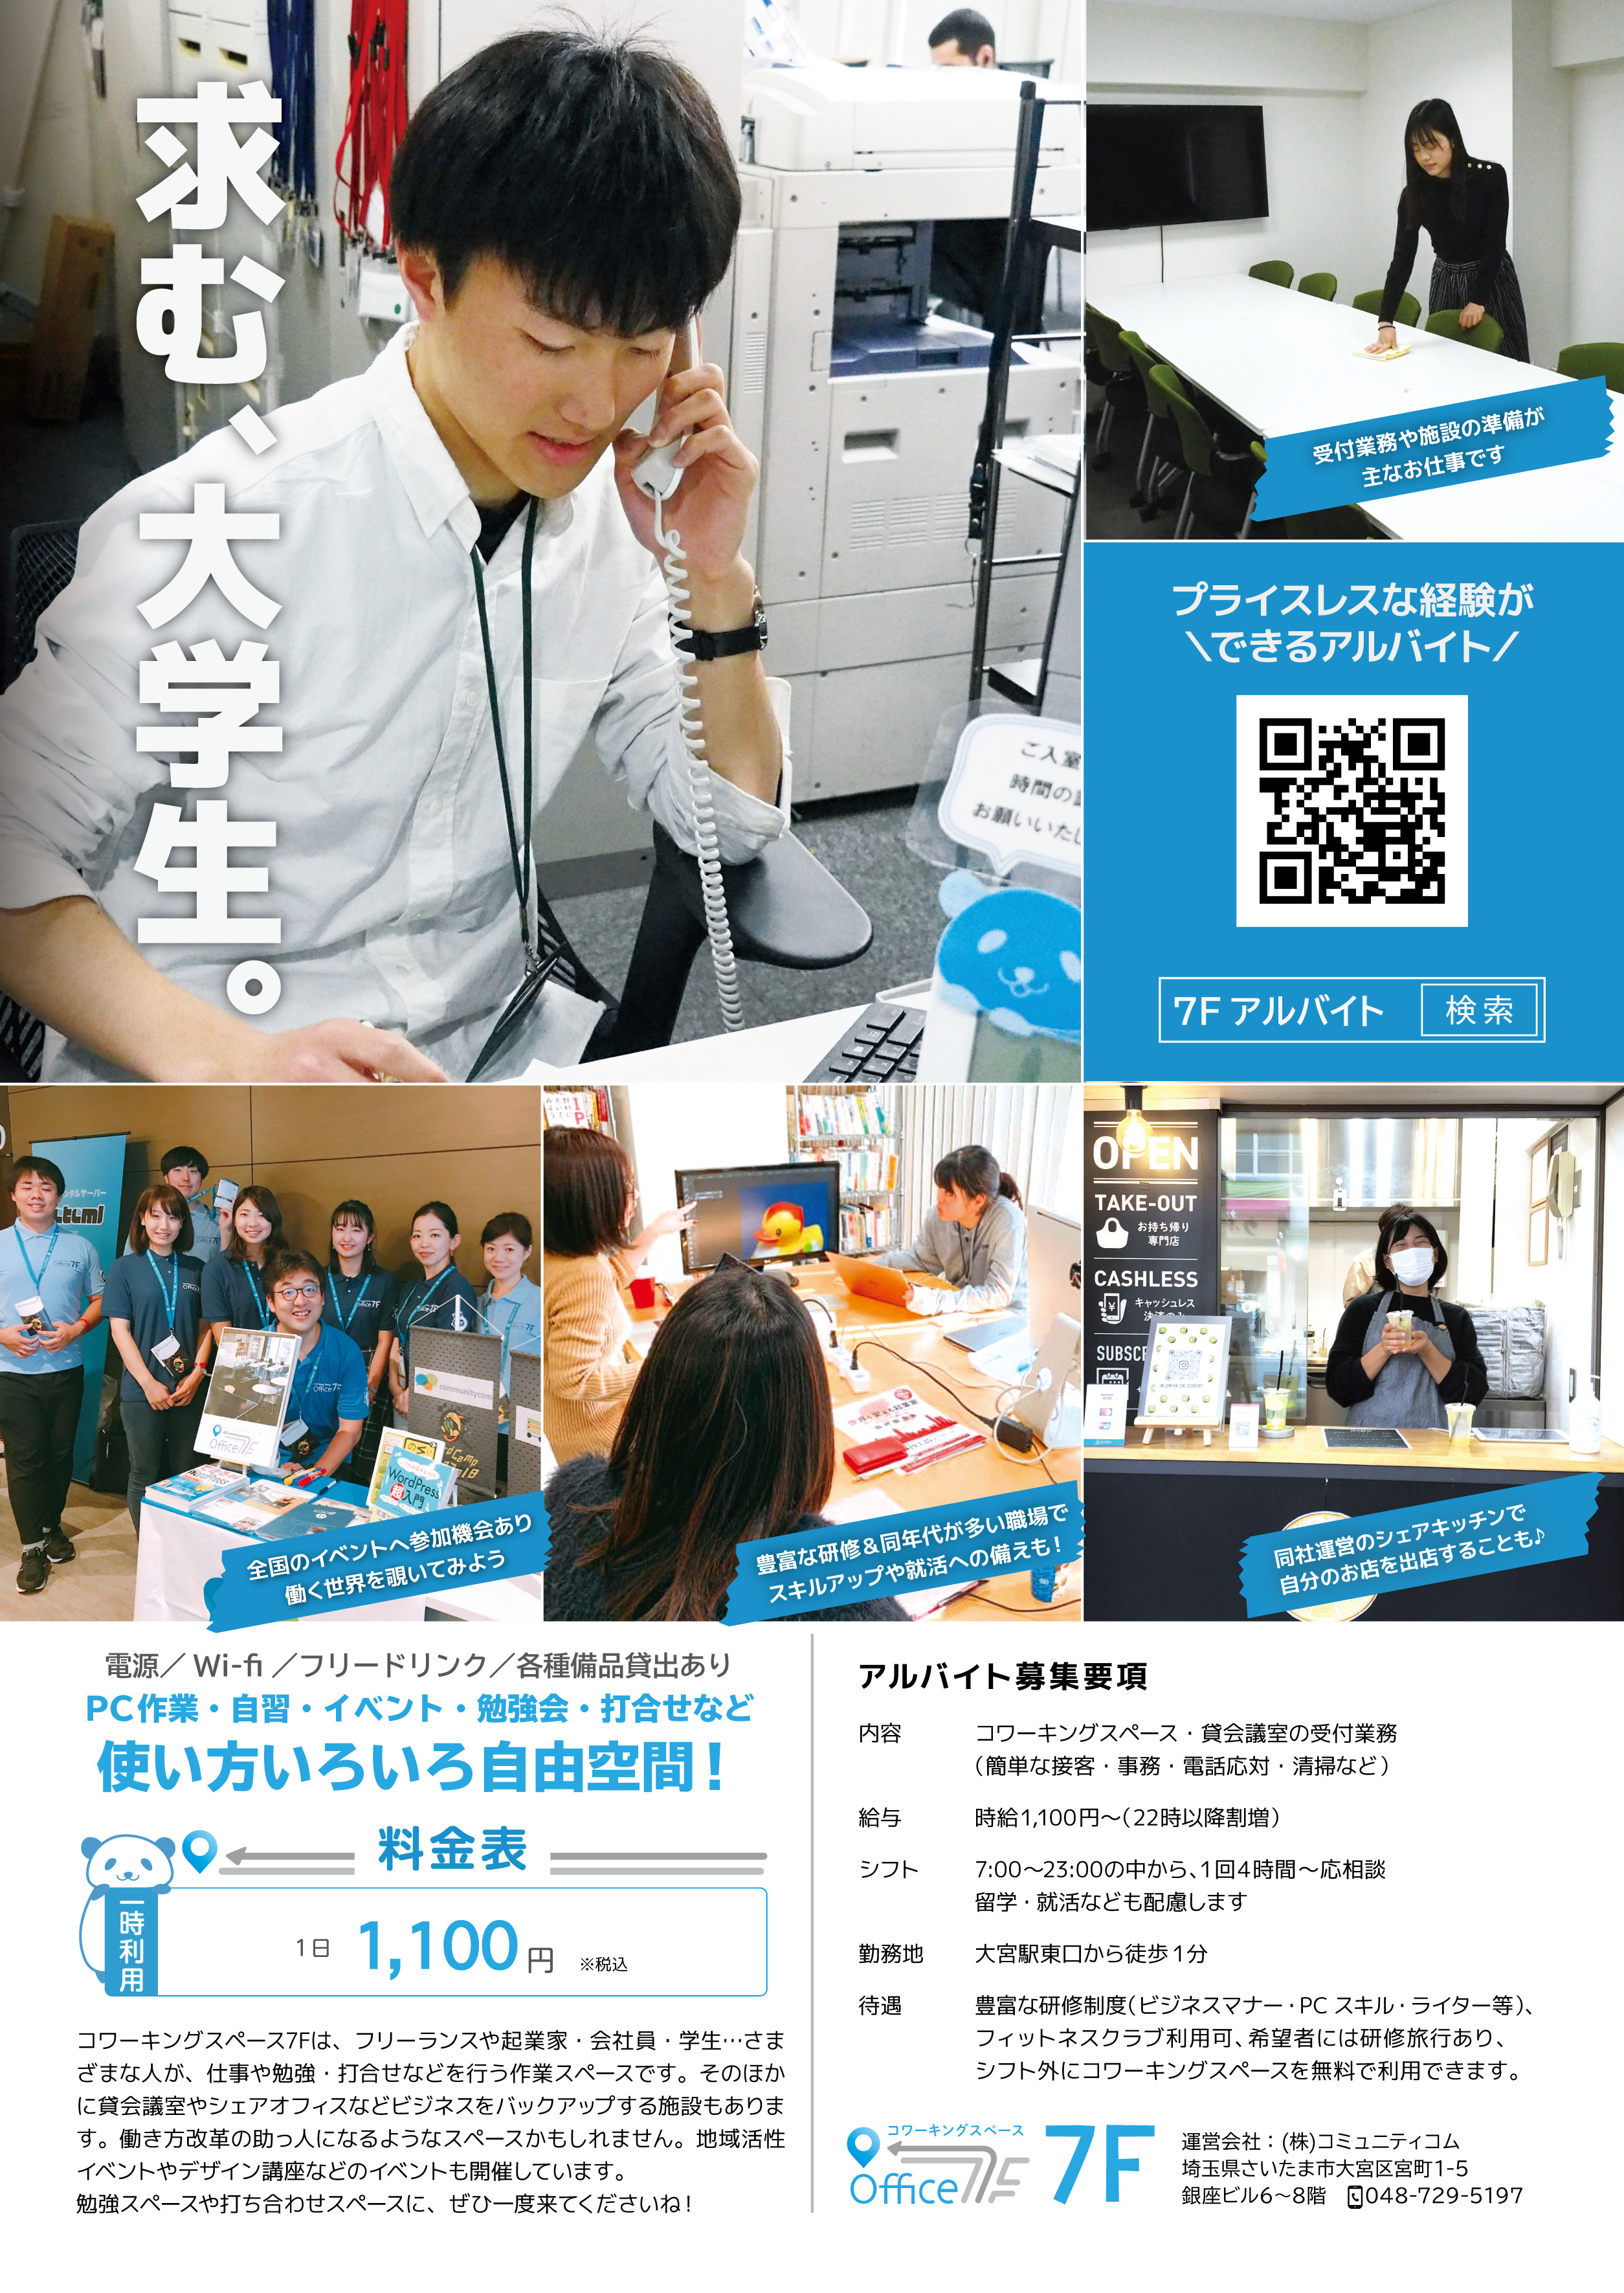 求む、大学生。
ご入室
時間の
お願いいたし
受付業務や施設の準備が
主なお仕事です
プライスレスな経験が
\できるアルバイト/
7F アルバイト 検索
全国のイベントへ参加機会あり
働く世界を覗いてみよう
communitycom
Office 7F
WordPress
超入門
豊富な研修&同年代が多い職場で
スキルアップや就活への備えも!
OPEN
TAKE-OUT
お持ち帰り
専門店
CASHLESS
キャッシュレス
SUBSC
同社運営のシェアキッチンで
自分のお店を出店することも♪
電源/Wi-fi/フリードリンク/各種備品貸出あり
PC作業・自習・イベント・勉強会・打合せなど
使い方いろいろ自由空間!
料金表
一時利用
1日 1,100円 ※税込
コワーキングスペース7Fは、フリーランスや起業家・会社員・学生…さま
ざまな人が、仕事や勉強・打合せなどを行う作業スペースです。そのほか
に貸会議室やシェアオフィスなどビジネスをバックアップする施設もありま
す。働き方改革の助っ人になるようなスペースかもしれません。地域活性
イベントやデザイン講座などのイベントも開催しています。
勉強スペースや打ち合わせスペースに、ぜひ一度来てくださいね!
アルバイト募集要項
内容 コワーキングスペース・貸会議室の受付業務
(簡単な接客・事務・電話応対・清掃など)
給与 時給1,100円〜(22時以降割増)
シフト 7:00〜23:00の中から、1回4時間〜応相談
留学・就活なども配慮します
勤務地 大宮駅東口から徒歩1分
待遇 豊富な研修制度(ビジネスマナー・PC スキル・ライター等)、
フィットネスクラブ利用可、希望者には研修旅行あり、
シフト外にコワーキングスペースを無料で利用できます。
コワーキングスペース
Office 7F
7F
運営会社:(株)コミュニティコム
埼玉県さいたま市大宮区宮町1-5
銀座ビル6〜8階 048-729-5197